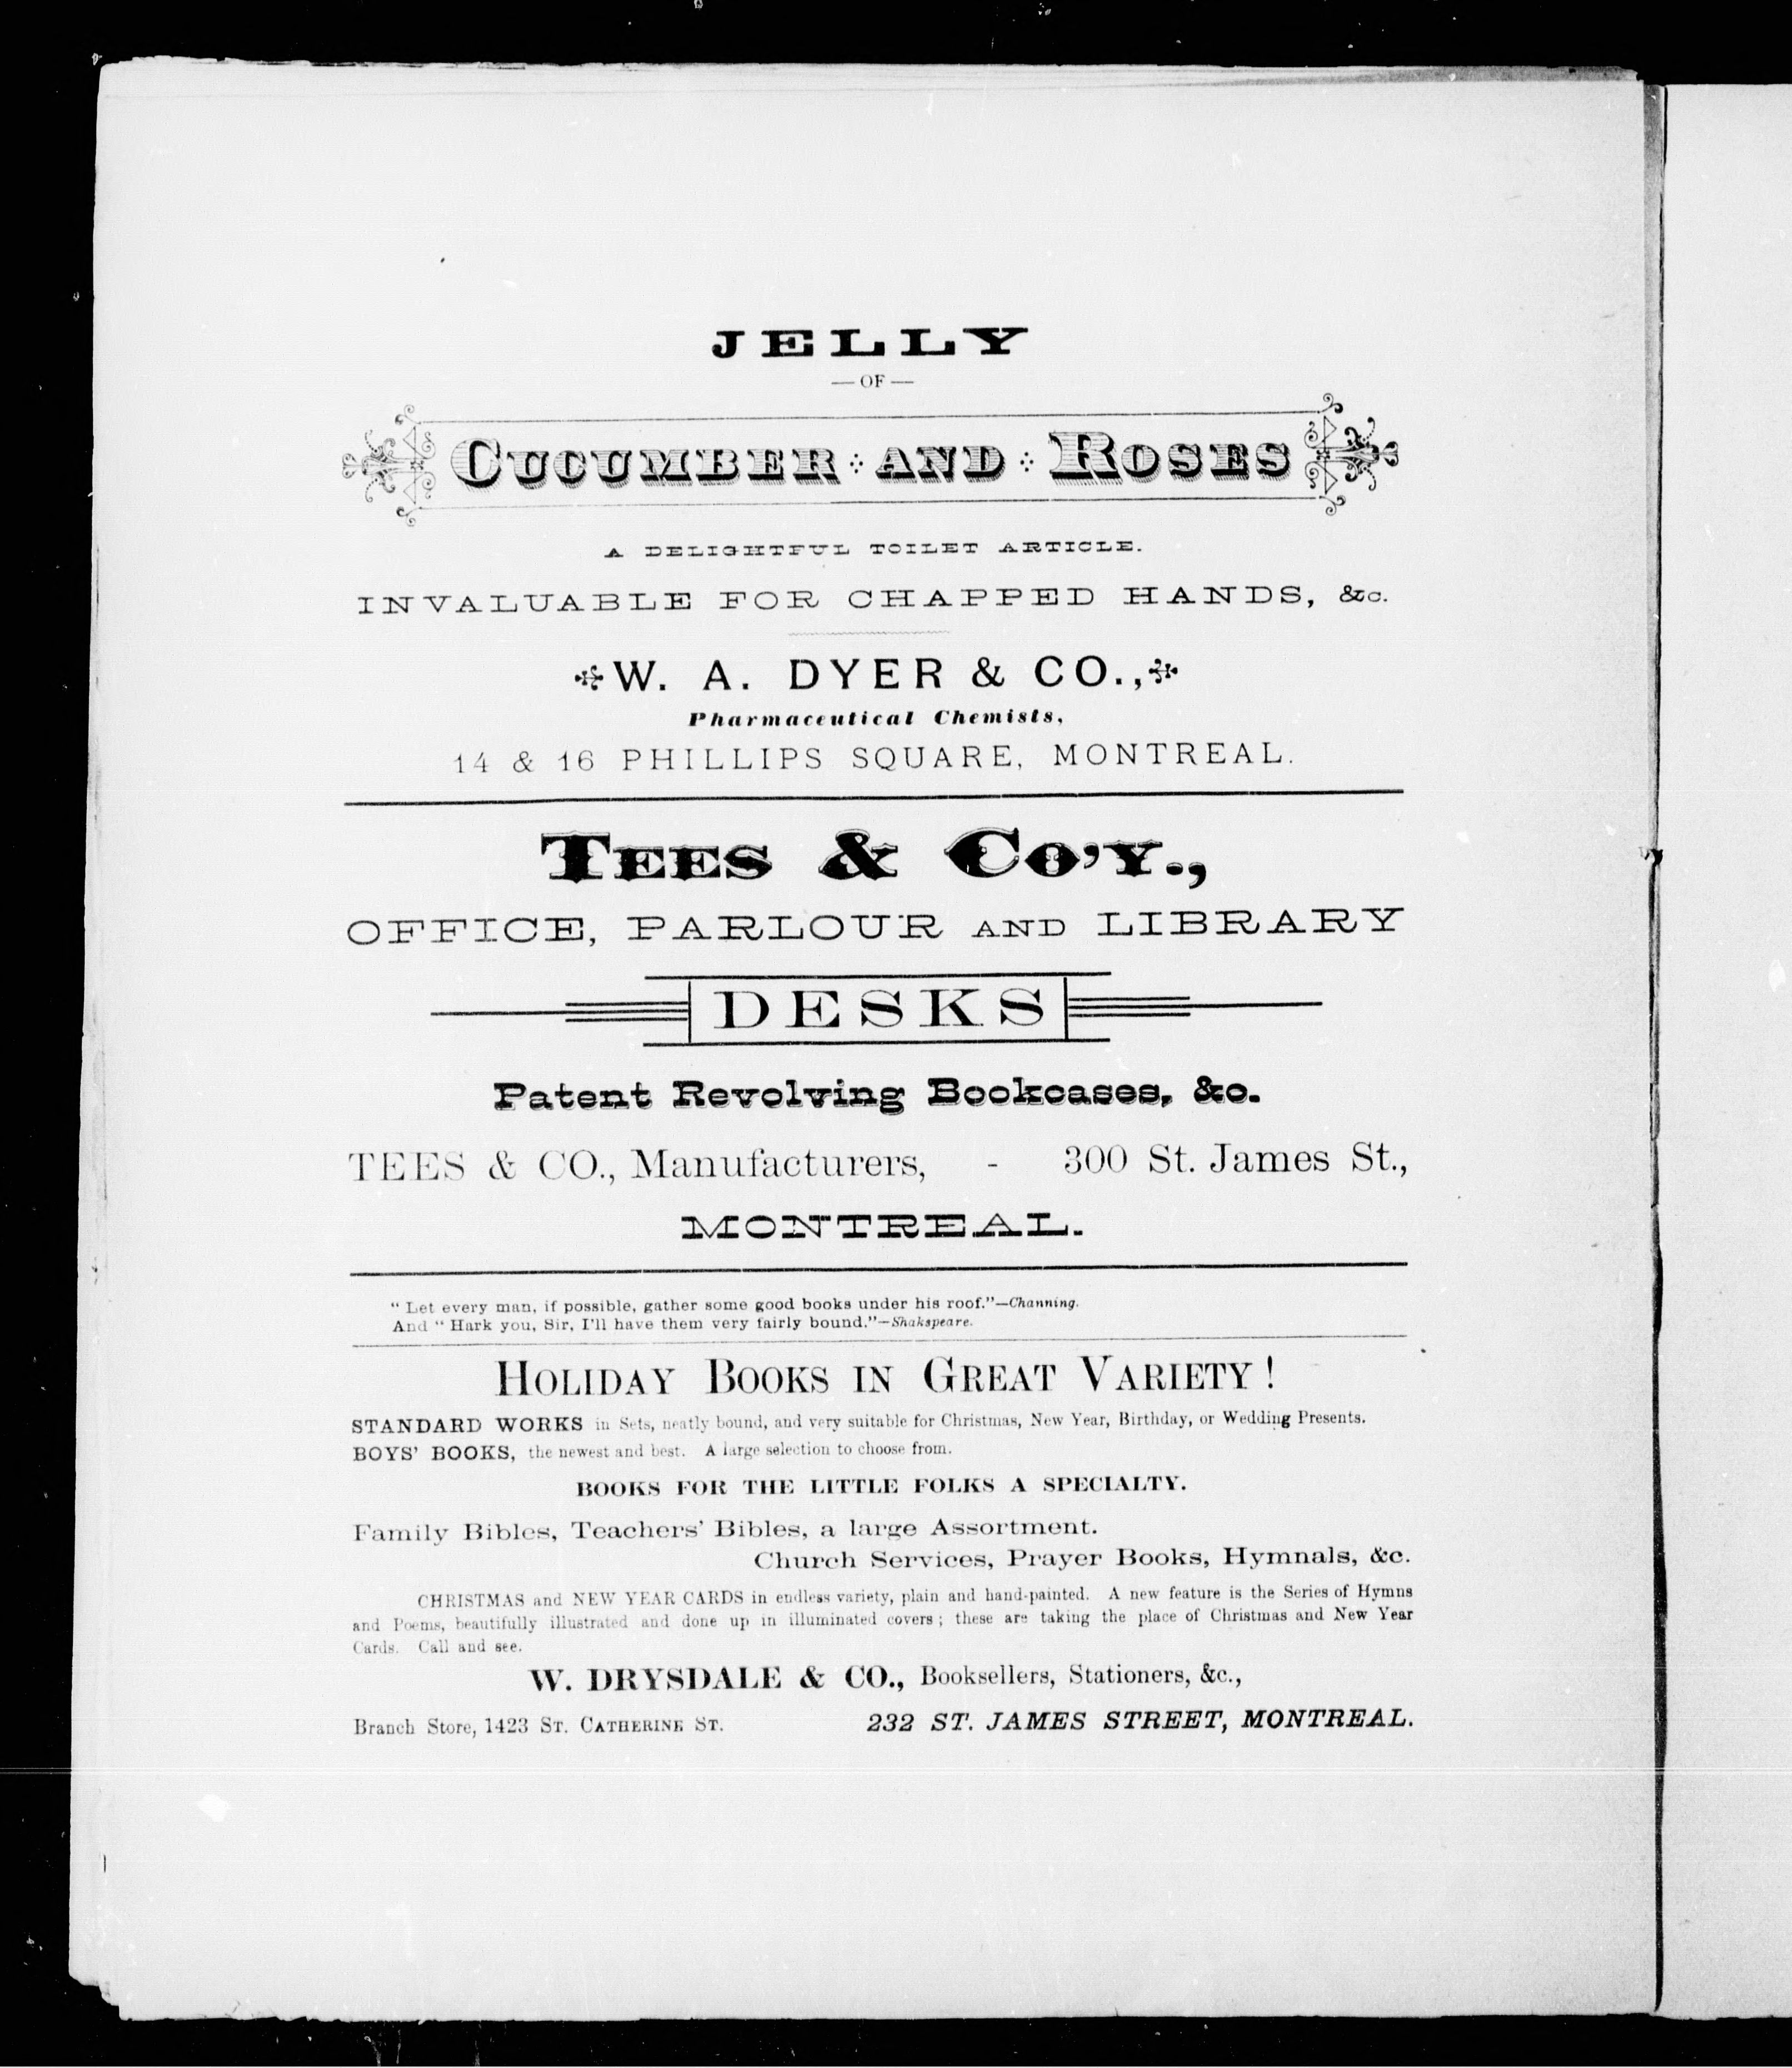 JELLY
—OF—
CUCUMBER AND ROSES
A DELIGHTFUL TOILET ARTICLE.
INVALUABLE FOR CHAPPED HANDS, &c.
W. A. DYER & CO.,
Pharmaceutical Chemists,
14 & 16 PHILLIPS SQUARE, MONTREAL.
TEES & CO'Y.,
OFFICE, PARLOUR AND LIBRARY
DESKS
Patent Revolving Bookcases, &c.
TEES & CO., Manufacturers, - 300 St. James St.,
MONTREAL.
" Let every man, if possible, gather some good books under his roof."—Channing.
And " Hark you, Sir, I'll have them very fairly bound."—Shakspeare.
HOLIDAY BOOKS IN GREAT VARIETY !
STANDARD WORKS in Sets, neatly bound, and very suitable for Christmas, New Year, Birthday, or Wedding Presents.
BOYS' BOOKS, the newest and best. A large selection to choose from.
BOOKS FOR THE LITTLE FOLKS A SPECIALTY.
Family Bibles, Teachers' Bibles, a large Assortment.
Church Services, Prayer Books, Hymnals, &c.
CHRISTMAS and NEW YEAR CARDS in endless variety, plain and hand-painted. A new feature is the Series of Hymns
and Poems, beautifully illustrated and done up in illuminated covers ; these are taking the place of Christmas and New Year
Cards. Call and see.
W. DRYSDALE & CO., Booksellers, Stationers, &c.,
Branch Store, 1423 ST. CATHERINE ST. 232 ST. JAMES STREET, MONTREAL.